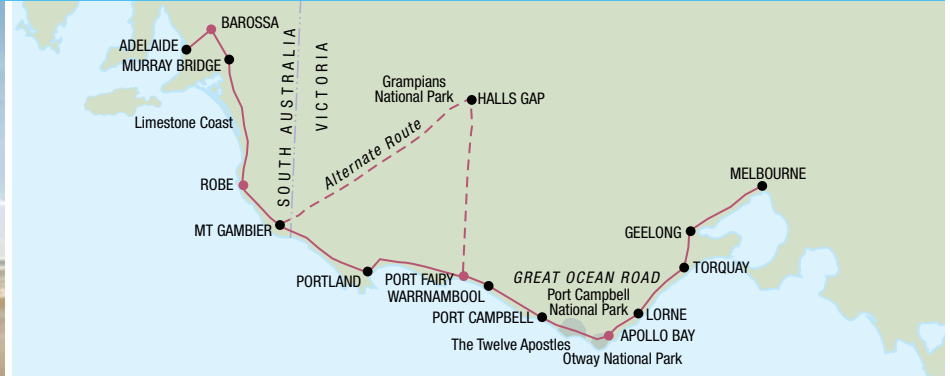 BAROSSA
ADELAIDE
MURRAY BRIDGE
SOUTH AUSTRALIA
VICTORIA
Grampians
National Park
HALLS GAP
Limestone Coast
Alternate Route
ROBE
MT GAMBIER
MELBOURNE
GEELONG
TORQUAY
PORTLAND
PORT FAIRY
WARRNAMBOOL
GREAT OCEAN ROAD
Port Campbell
National Park
PORT CAMPBELL
LORNE
APOLLO BAY
The Twelve Apostles
Otway National Park